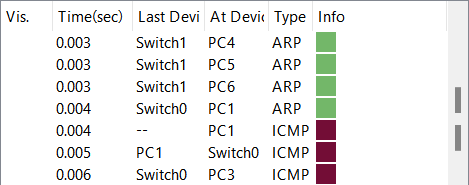 Vis. Time(sec) Last Devi At Devic Type Info
0.003 Switch1 PC4 ARP
0.003 Switch1 PC5 ARP
0.003 Switch1 PC6 ARP
0.004 Switch0 PC1 ARP
0.004 -- PC1 ICMP
0.005 PC1 Switch0 ICMP
0.006 Switch0 PC3 ICMP